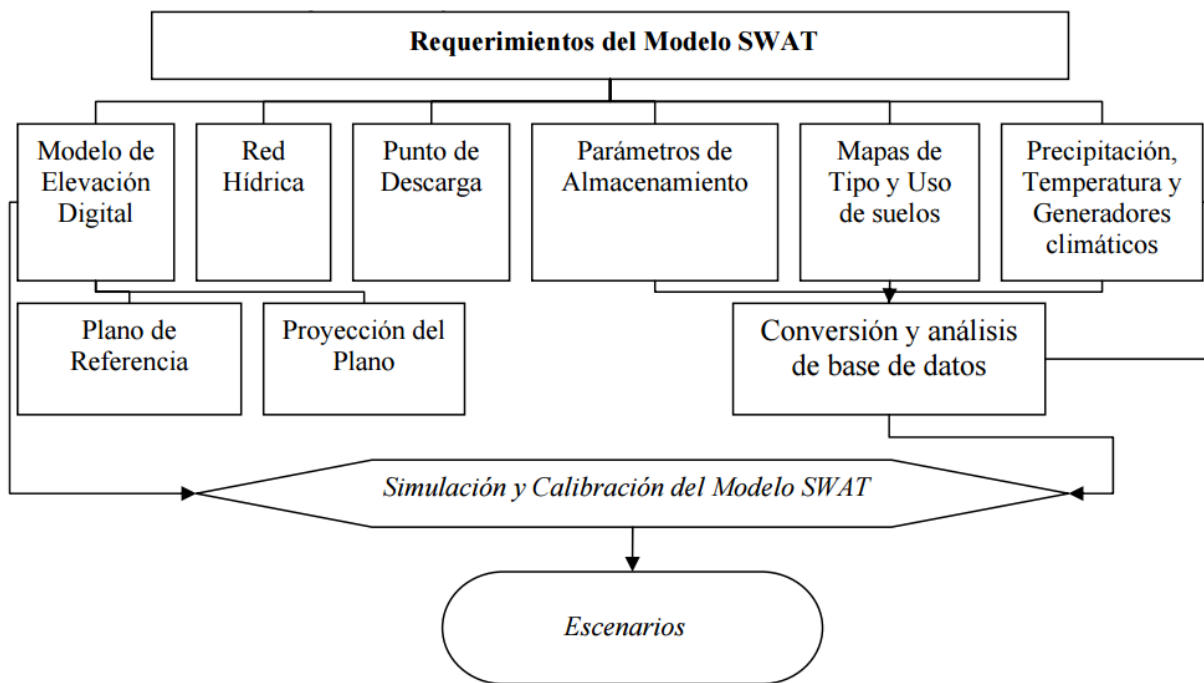 Requerimientos del Modelo SWAT
Modelo de
Elevación
Digital
Red
Hídrica
Punto de
Descarga
Parámetros de
Almacenamiento
Mapas de
Tipo y Uso
de suelos
Precipitación,
Temperatura y
Generadores
climáticos
Plano de
Referencia
Proyección del
Plano
Conversión y análisis
de base de datos
Simulación y Calibración del Modelo SWAT
Escenarios